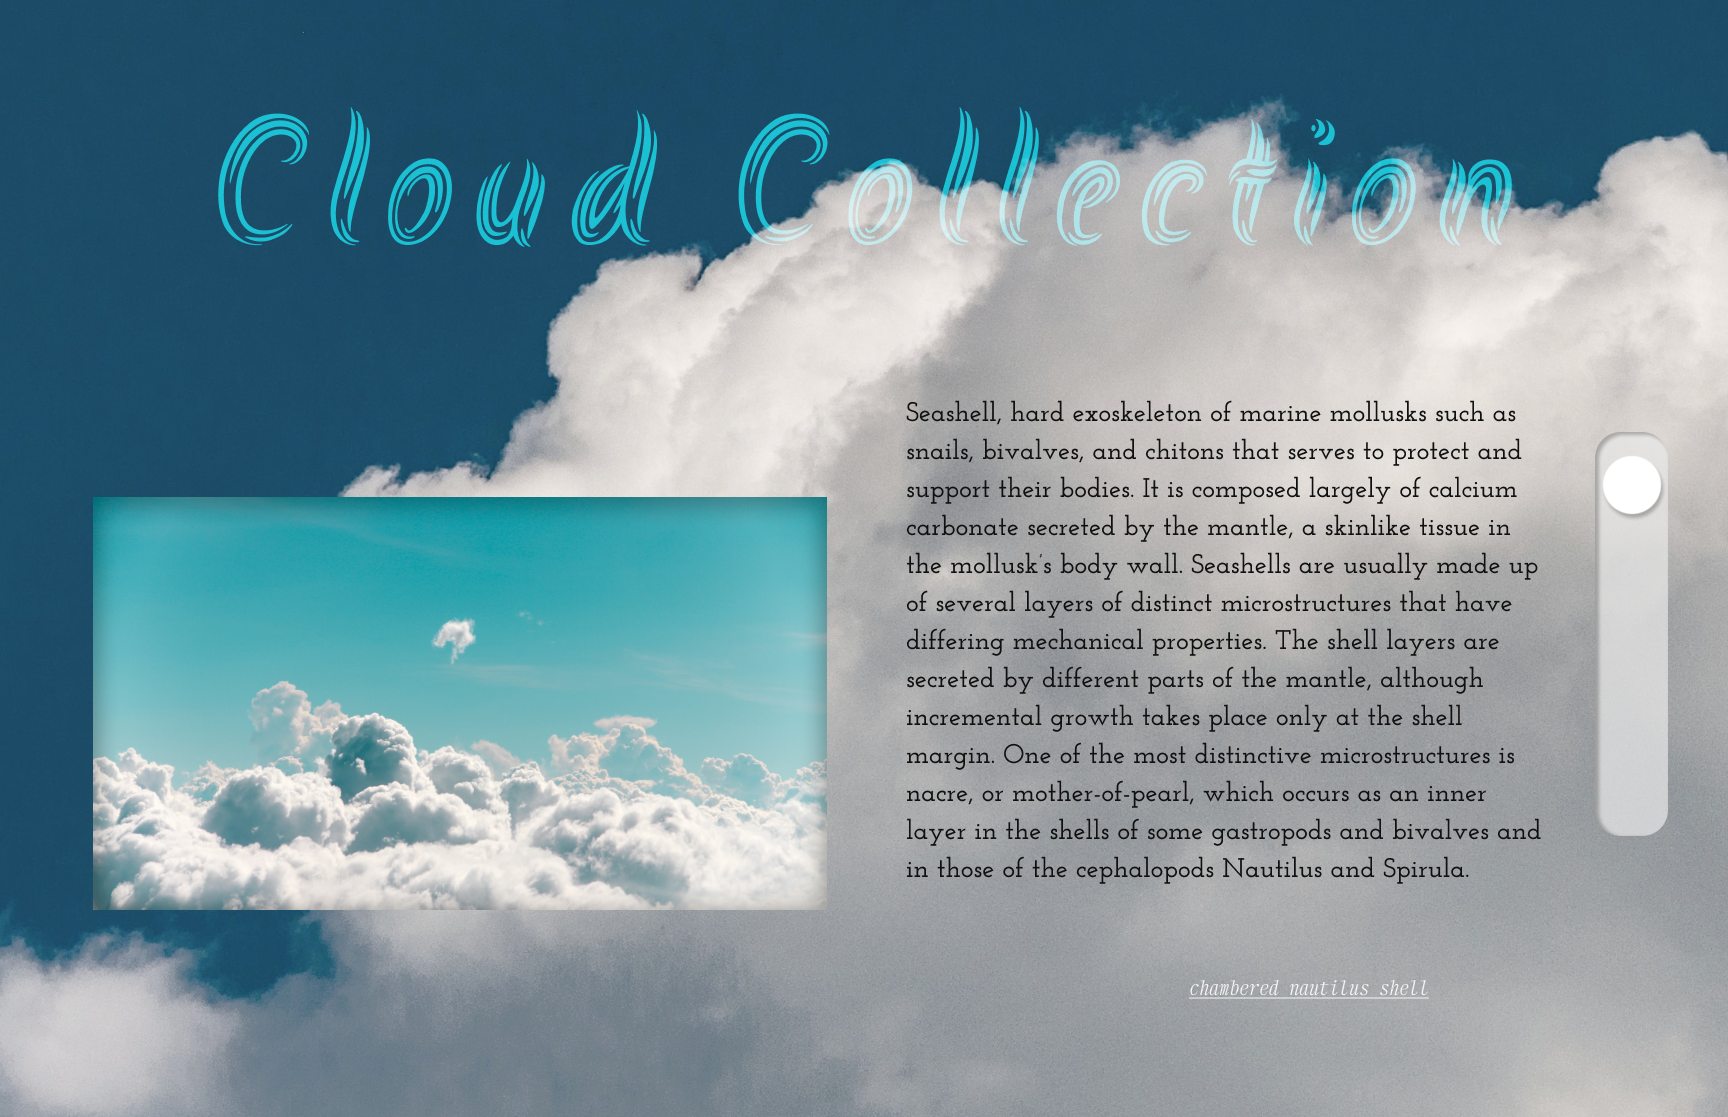 Cloud Collection
Seashell, hard exoskeleton of marine mollusks such as
snails, bivalves, and chitons that serves to protect and
support their bodies. It is composed largely of calcium
carbonate secreted by the mantle, a skinlike tissue in
the mollusk's body wall. Seashells are usually made up
of several layers of distinct microstructures that have
differing mechanical properties. The shell layers are
secreted by different parts of the mantle, although
incremental growth takes place only at the shell
margin. One of the most distinctive microstructures is
nacre, or mother-of-pearl, which occurs as an inner
layer in the shells of some gastropods and bivalves and
in those of the cephalopods Nautilus and Spirula.
chambered nautilus shell